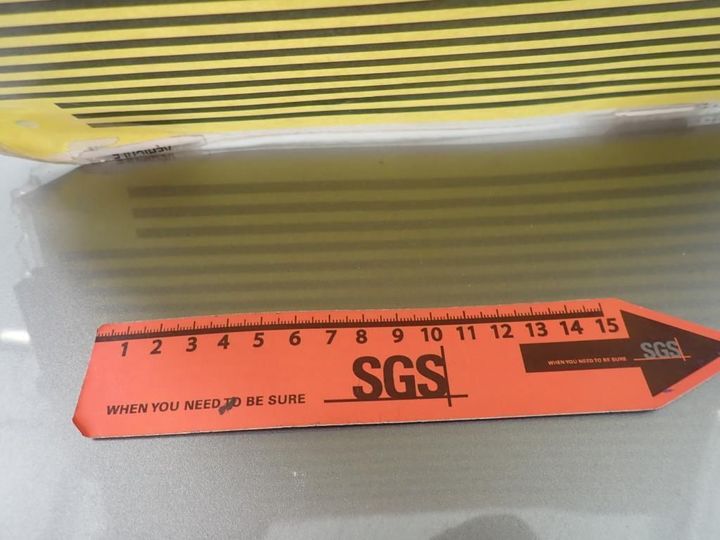 1 2 3 4 5 6 7 8 9 10 11 12 13 14 15
SGS
WHEN YOU NEED TO BE SURE
WHEN YOU NEED TO BE SURE
SGS